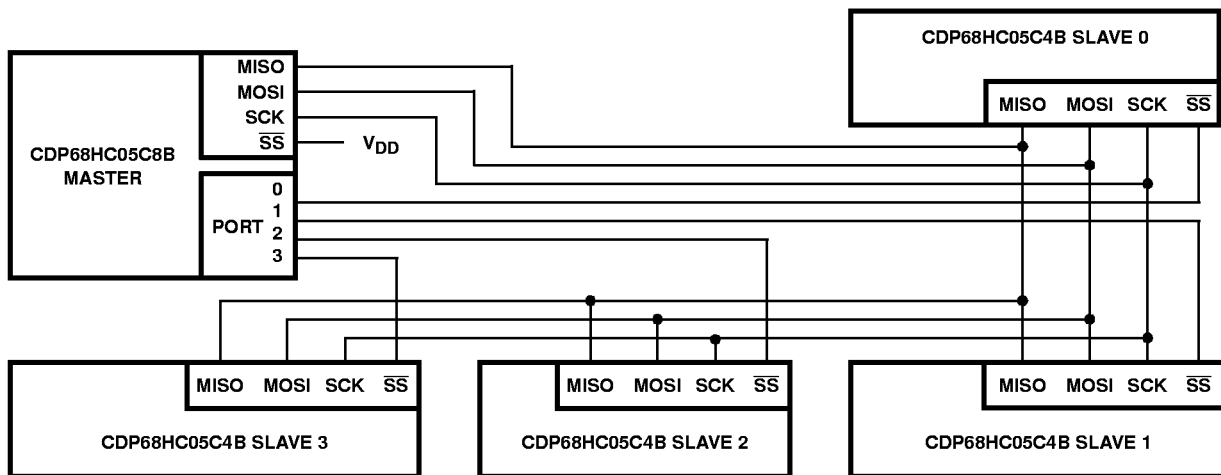 CDP68HC05C8B
MASTER
MISO
MOSI
SCK
SS
VDD
PORT
0
1
2
3
CDP68HC05C4B SLAVE 0
MISO MOSI SCK SS
MISO MOSI SCK SS
CDP68HC05C4B SLAVE 3
MISO MOSI SCK SS
CDP68HC05C4B SLAVE 2
MISO MOSI SCK SS
CDP68HC05C4B SLAVE 1